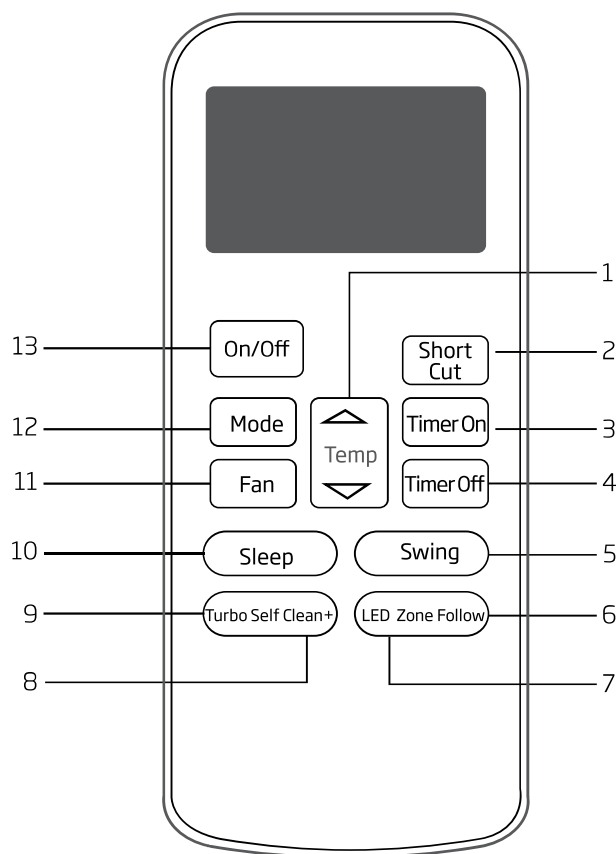 1
13
On/Off
Short
Cut
2
12
Mode
Temp
Timer On
3
11
Fan
Timer Off
4
10
Sleep
Swing
5
9
Turbo Self Clean+
LED Zone Follow
6
8
7